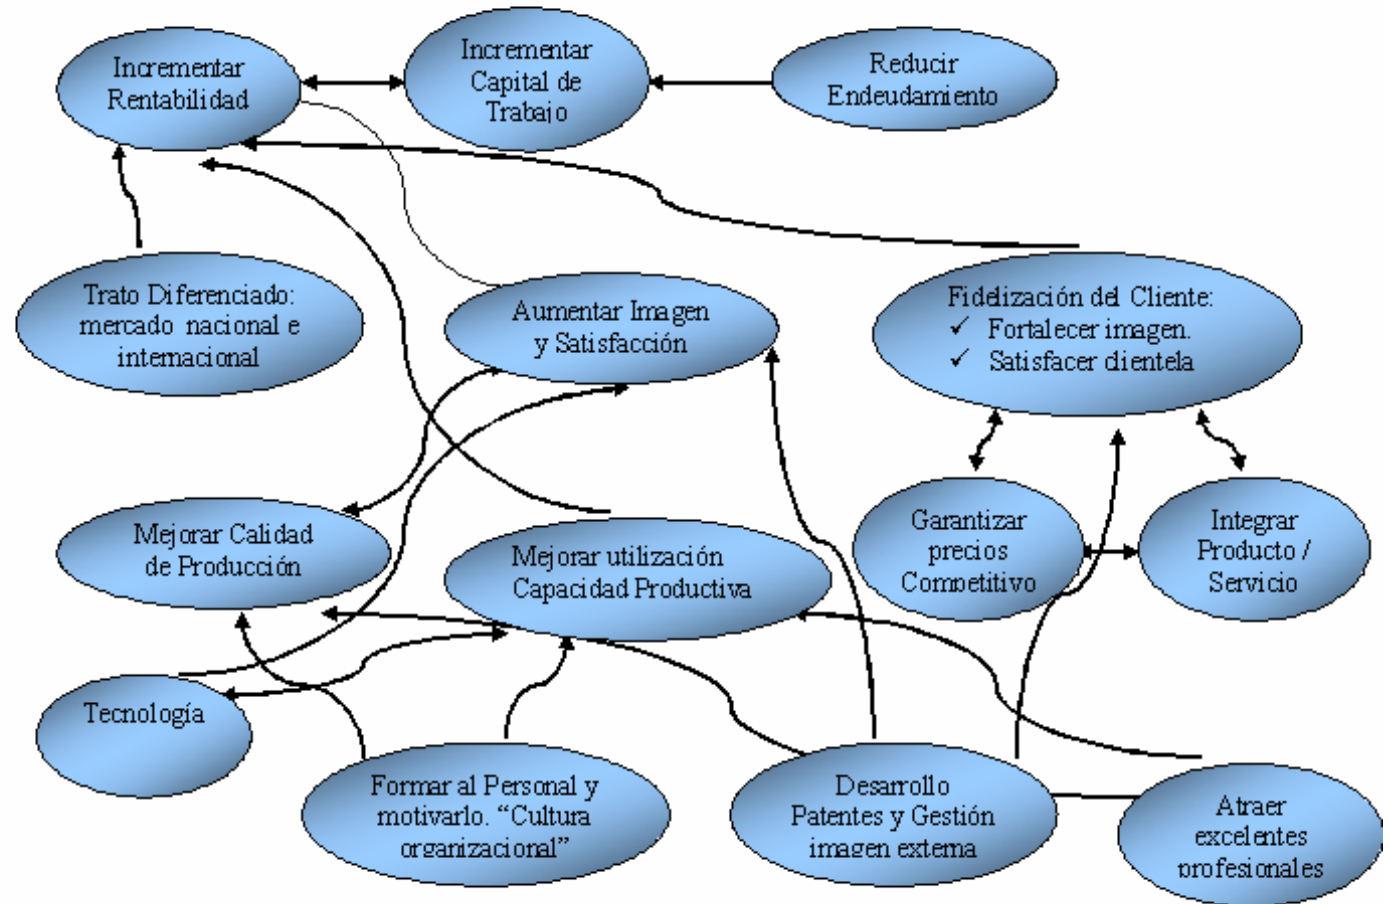 Incrementar
Rentabilidad
Incrementar
Capital de
Trabajo
Reducir
Endeudamiento
Trato Diferenciado:
mercado nacional e
internacional
Aumentar Imagen
y Satisfacción
Fidelización del Cliente:
✓ Fortalecer imagen.
✓ Satisfacer clientela
Mejorar Calidad
de Producción
Mejorar utilización
Capacidad Productiva
Garantizar
precios
Competitivo
Integrar
Producto /
Servicio
Tecnología
Formar al Personal y
motivarlo. “Cultura
organizacional”
Desarrollo
Patentes y Gestión
imagen externa
Atraer
excelentes
profesionales